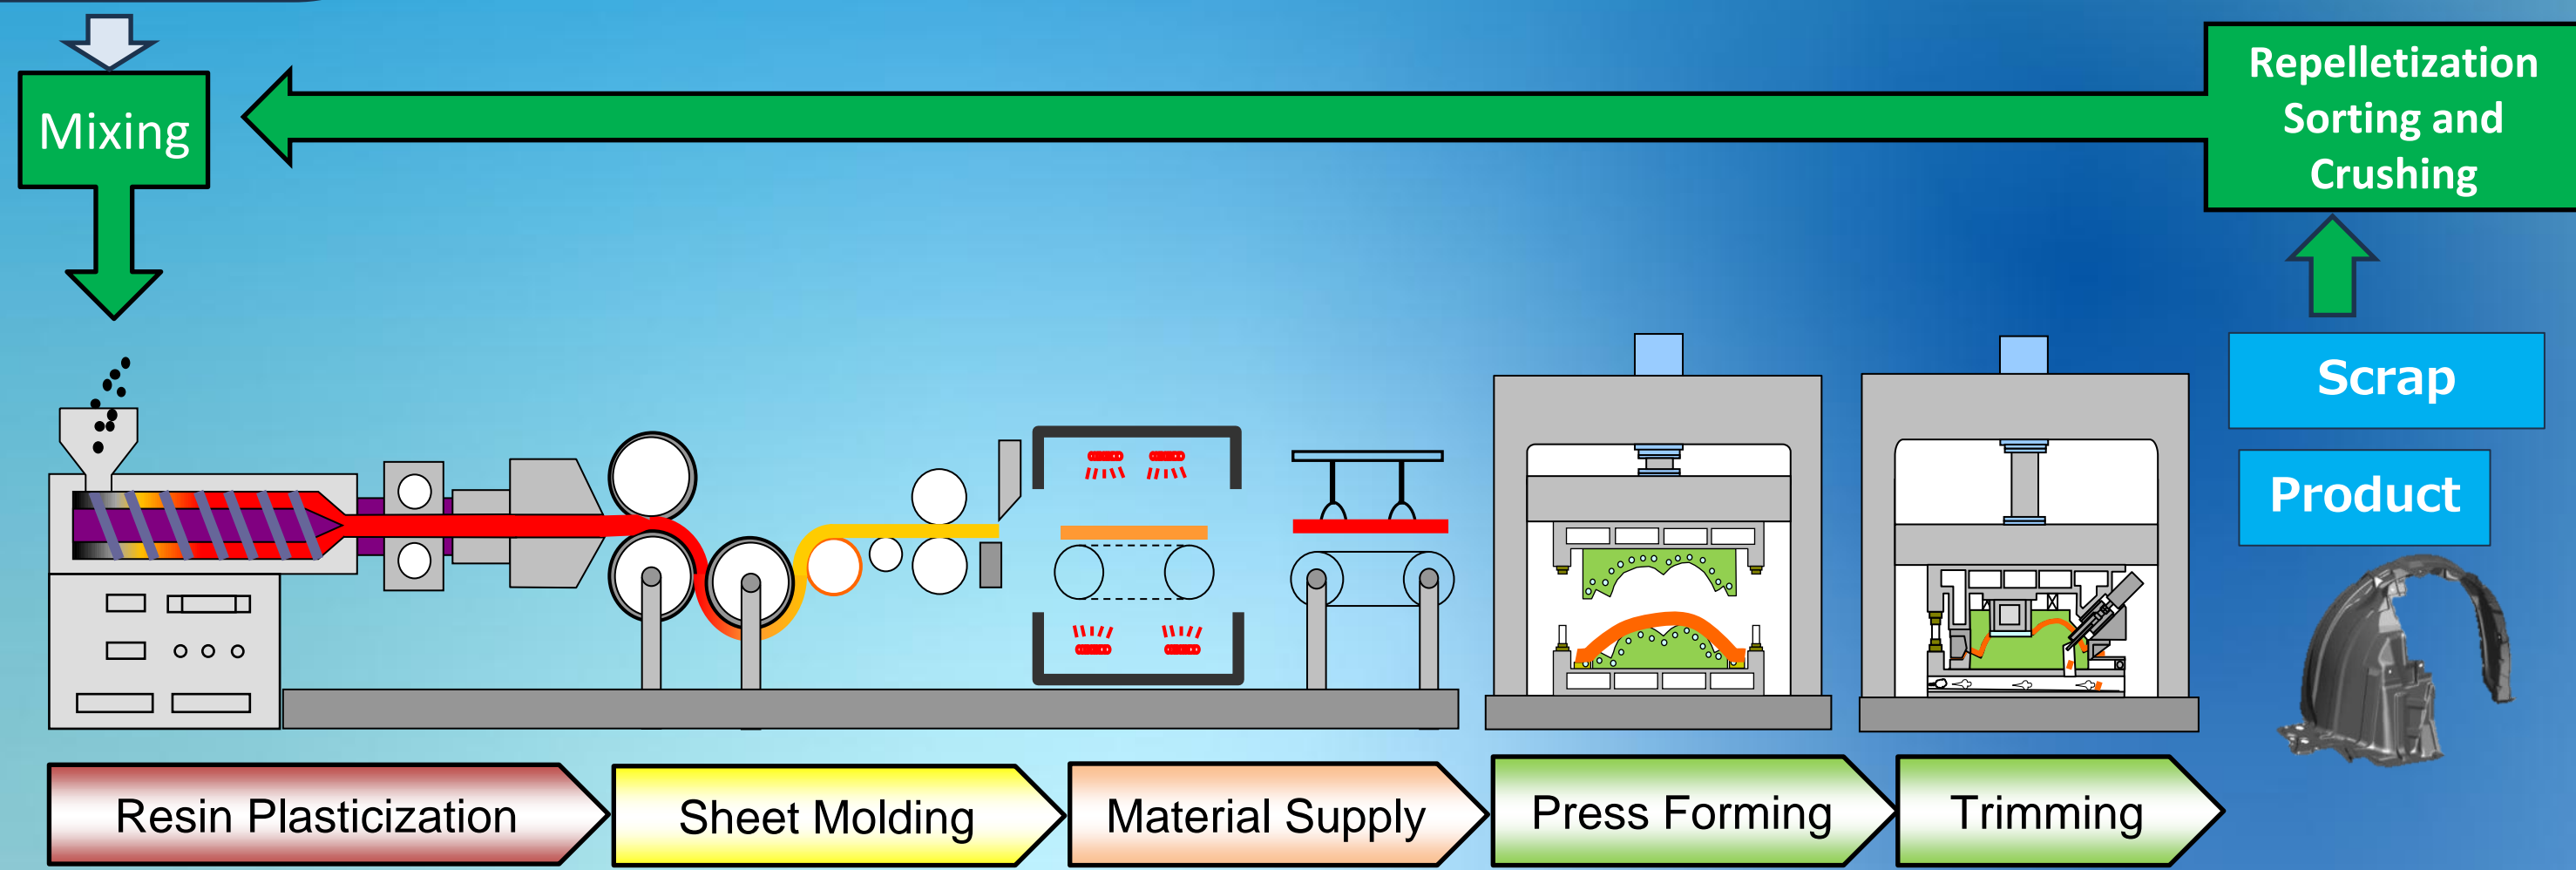 Repelletization
Sorting and
Crushing
Mixing
Scrap
Product
Resin Plasticization
Sheet Molding
Material Supply
Press Forming
Trimming